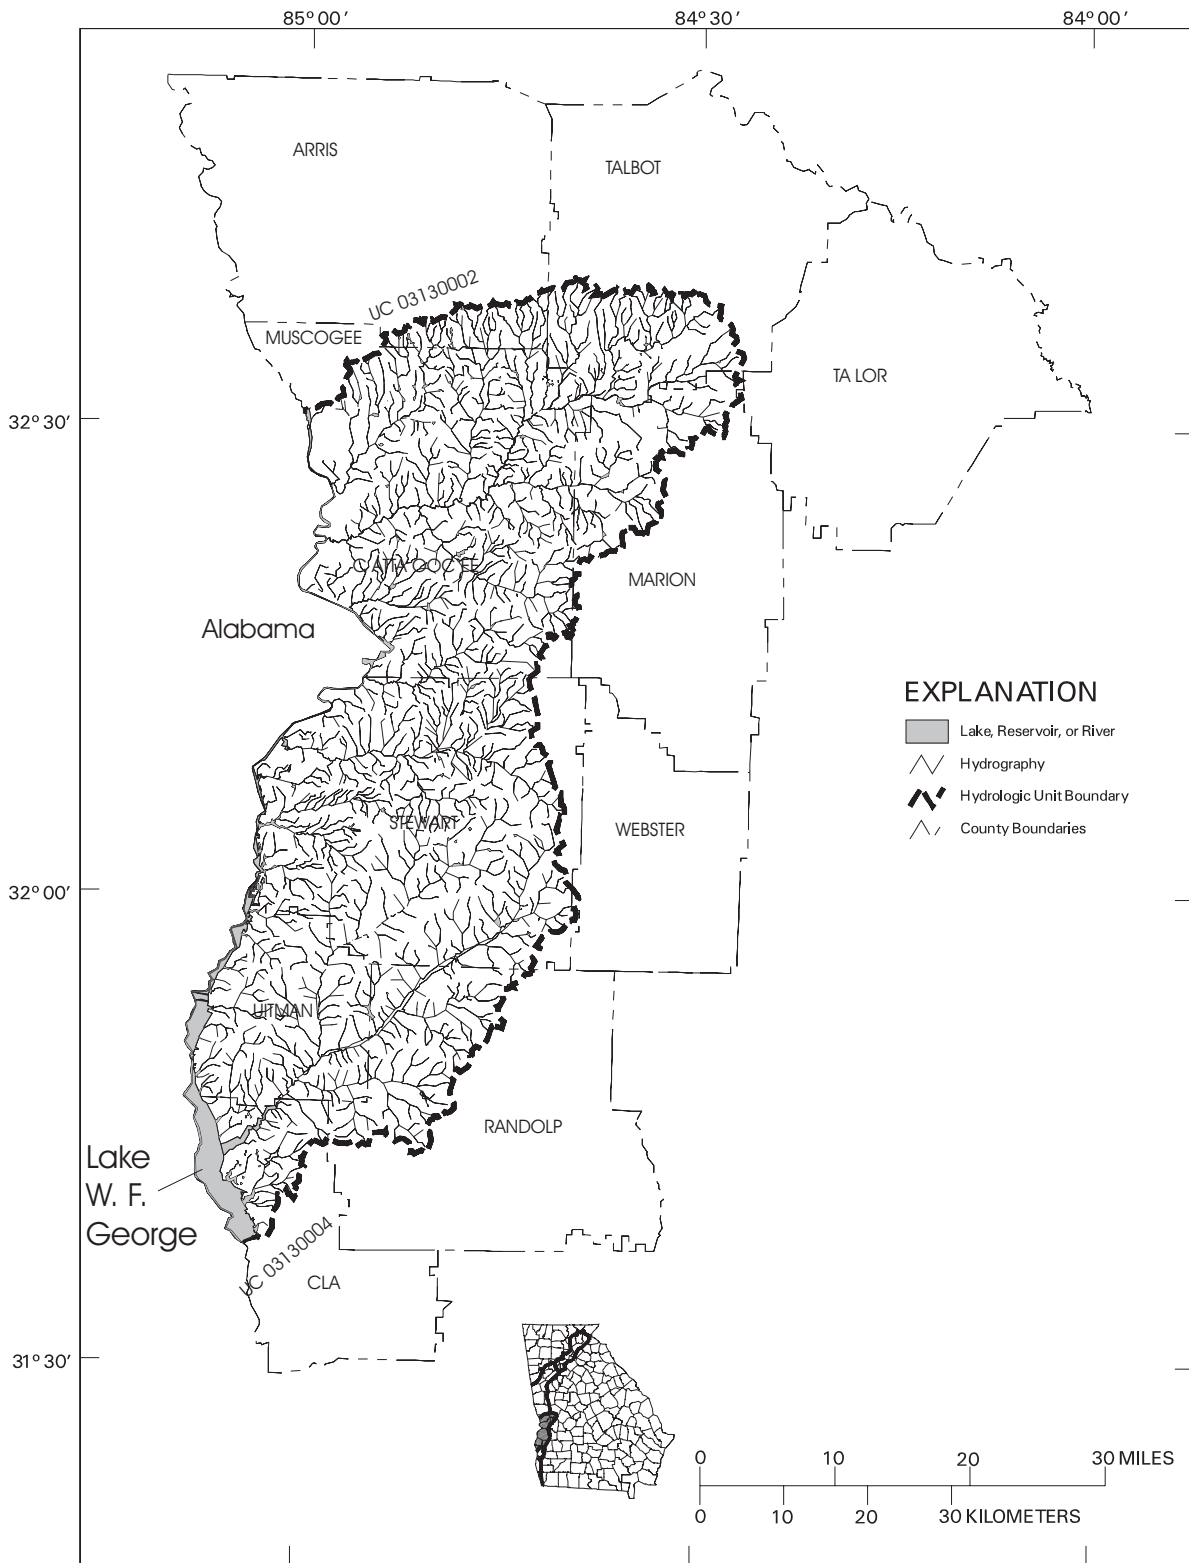 85° 00'
84° 30'
84° 00'
ARRIS
TALBOT
UC 03130002
MUSCOGEE
TA LOR
32° 30'
C ATTA OOC EE
MARION
Alabama
EXPLANATION
Lake, Reservoir, or River
Hydrography
Hydrologic Unit Boundary
County Boundaries
STEWART
WEBSTER
32° 00'
UITMAN
RANDOLP
Lake
W. F.
George
UC 03130004
CLA
31° 30'
0 10 20 30 MILES
0 10 20 30 KILOMETERS